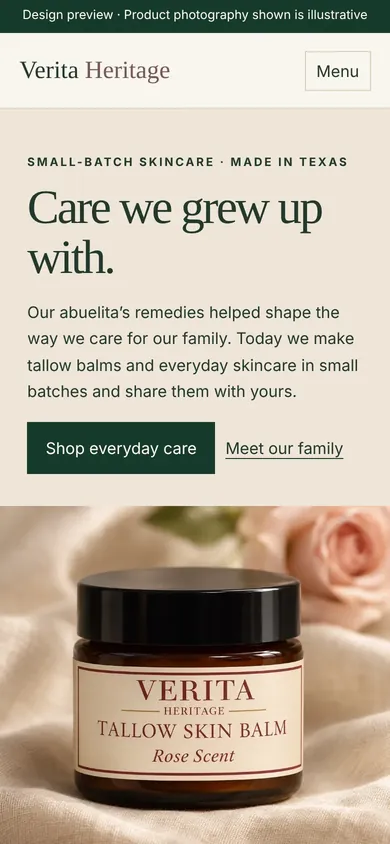 Design preview · Product photography shown is illustrative
Verita Heritage
Menu
SMALL-BATCH SKINCARE · MADE IN TEXAS
Care we grew up
with.
Our abuelita’s remedies helped shape the
way we care for our family. Today we make
tallow balms and everyday skincare in small
batches and share them with yours.
Shop everyday care
Meet our family
VERITA
HERITAGE
TALLOW SKIN BALM
Rose Scent